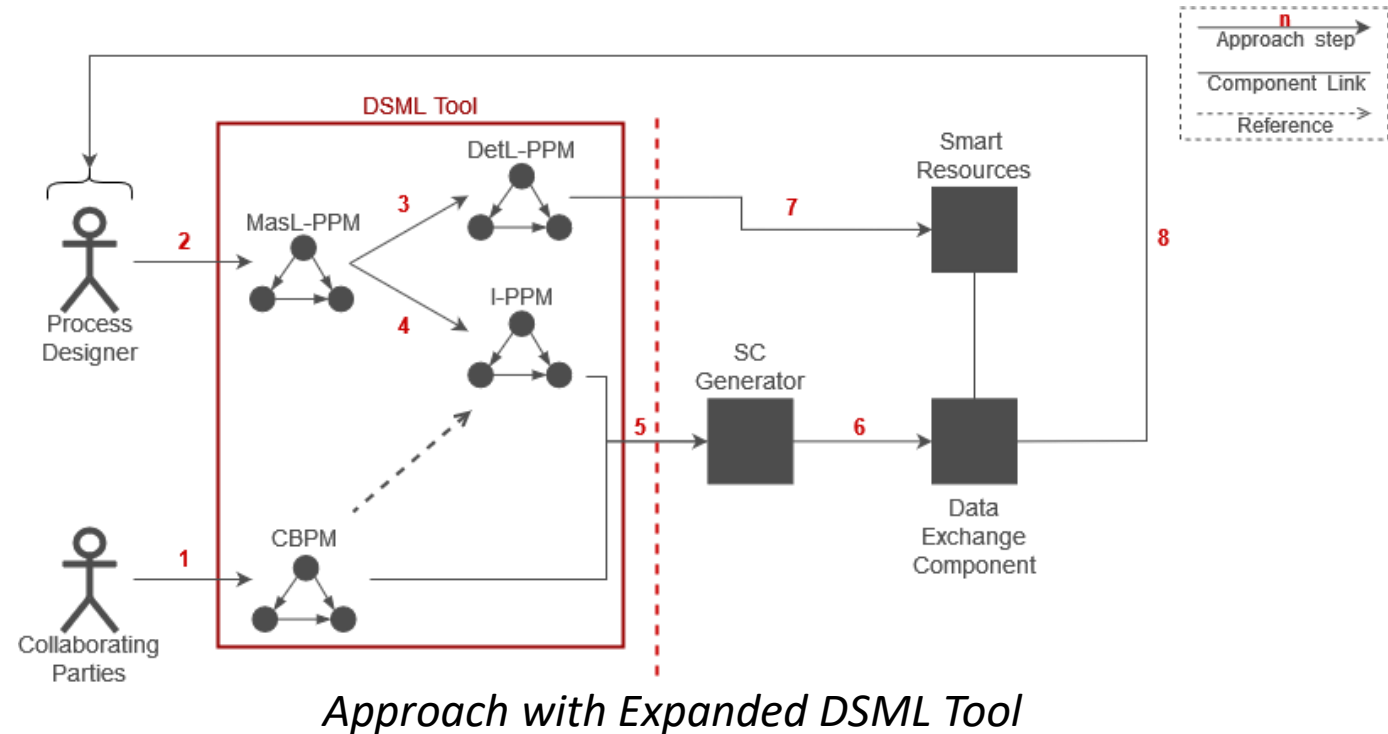 n
Approach step
Component Link
Reference
DSML Tool
DetL-PPM
Smart
Resources
3
7
MasL-PPM
2
8
I-PPM
4
Process
Designer
SC
Generator
5
6
CBPM
1
Data
Exchange
Component
Collaborating
Parties
Approach with Expanded DSML Tool